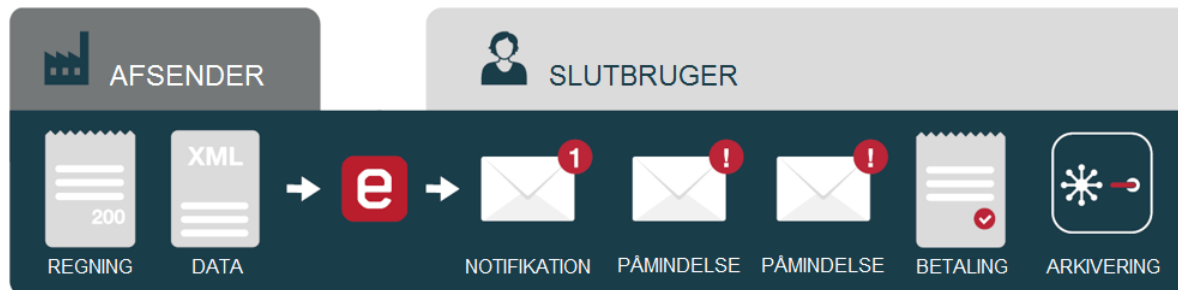 AFSENDER
SLUTBRUGER
200
XML
e
1
!
!
REGNING
DATA
NOTIFIKATION
PÅMINDELSE
PÅMINDELSE
BETALING
ARKIVERING